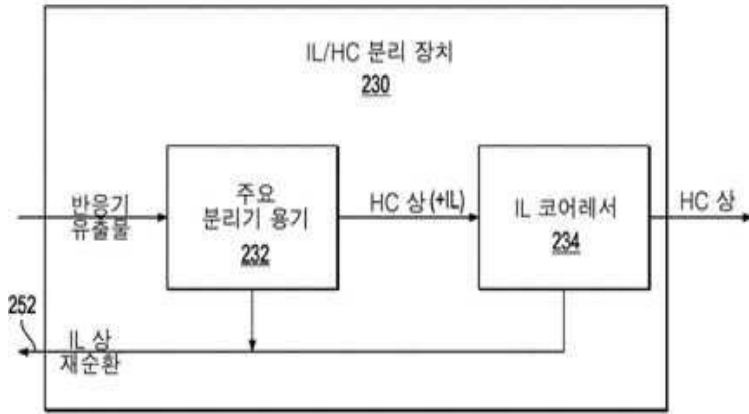 IL/HC 분리 장치
230
주요
분리기 용기
232
IL 코어레서
234
반응기
유출물
HC 상(+IL)
HC 상
252
IL 상
재순환